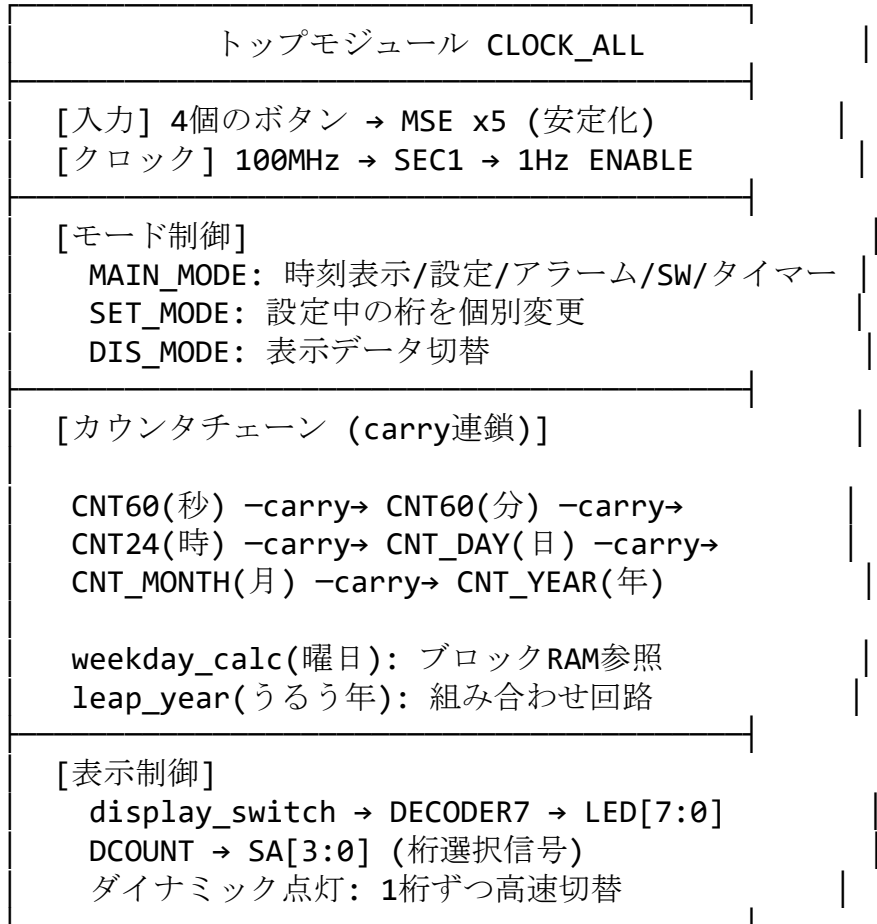 トップモジュール CLOCK_ALL
[入力] 4個のボタン → MSE x5 (安定化)
[クロック] 100MHz → SEC1 → 1Hz ENABLE
[モード制御]
MAIN_MODE: 時刻表示/設定/アラーム/SW/タイマー
SET_MODE: 設定中の桁を個別変更
DIS_MODE: 表示データ切替
[カウンタチェーン (carry連鎖)]
CNT60(秒) ─carry→ CNT60(分) ─carry→
CNT24(時) ─carry→ CNT_DAY(日) ─carry→
CNT_MONTH(月) ─carry→ CNT_YEAR(年)
weekday_calc(曜日): ブロックRAM参照
leap_year(うるう年): 組み合わせ回路
[表示制御]
display_switch → DECODER7 → LED[7:0]
DCOUNT → SA[3:0] (桁選択信号)
ダイナミック点灯: 1桁ずつ高速切替